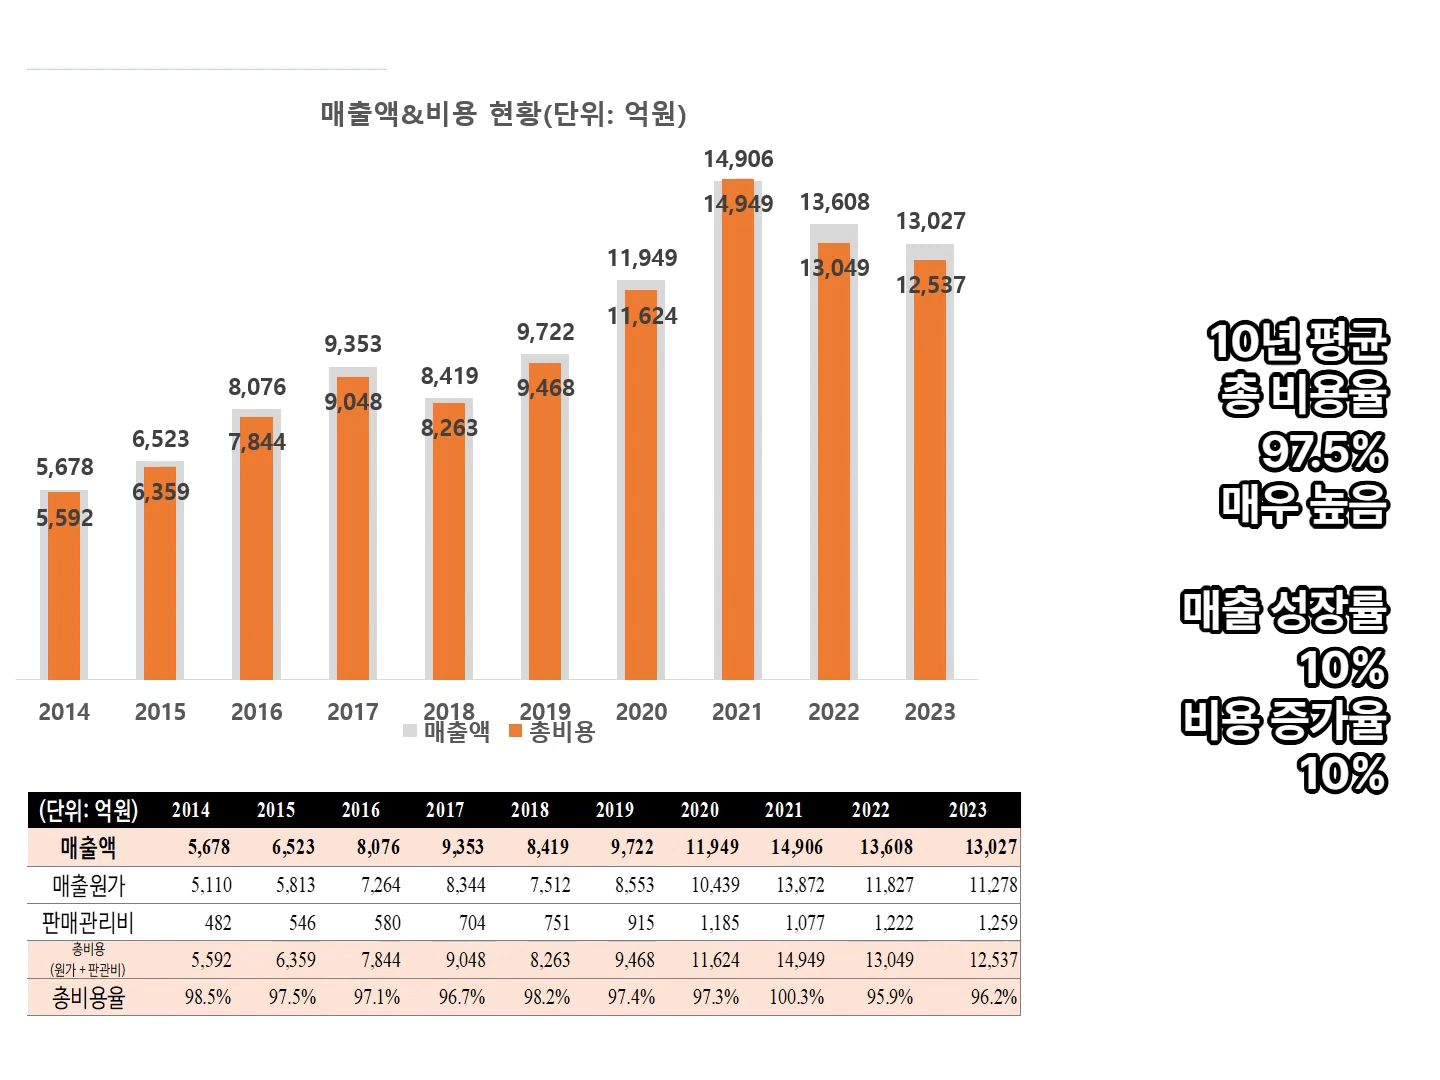 매출액&비용 현황(단위: 억원)
14,906
14,949
13,608
13,049
13,027
12,537
11,949
11,624
9,722
9,468
9,353
9,048
8,419
8,263
8,076
7,844
6,523
6,359
5,678
5,592
2014 2015 2016 2017 2018 2019 2020 2021 2022 2023
매출액 총비용
10년 평균
총 비용율
97.5%
매우 높음
매출 성장률
10%
비용 증가율
10%
(단위: 억원) 2014 2015 2016 2017 2018 2019 2020 2021 2022 2023
매출액 5,678 6,523 8,076 9,353 8,419 9,722 11,949 14,906 13,608 13,027
매출원가 5,110 5,813 7,264 8,344 7,512 8,553 10,439 13,872 11,827 11,278
판매관리비 482 546 580 704 751 915 1,185 1,077 1,222 1,259
총비용
(원가 + 판관비) 5,592 6,359 7,844 9,048 8,263 9,468 11,624 14,949 13,049 12,537
총비용율 98.5% 97.5% 97.1% 96.7% 98.2% 97.4% 97.3% 100.3% 95.9% 96.2%